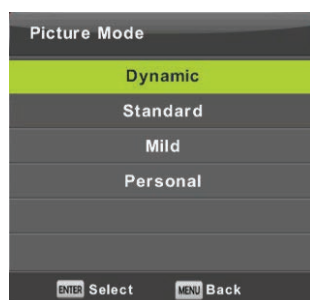 Picture Mode
Dynamic
Standard
Mild
Personal
ENTER Select MENU Back